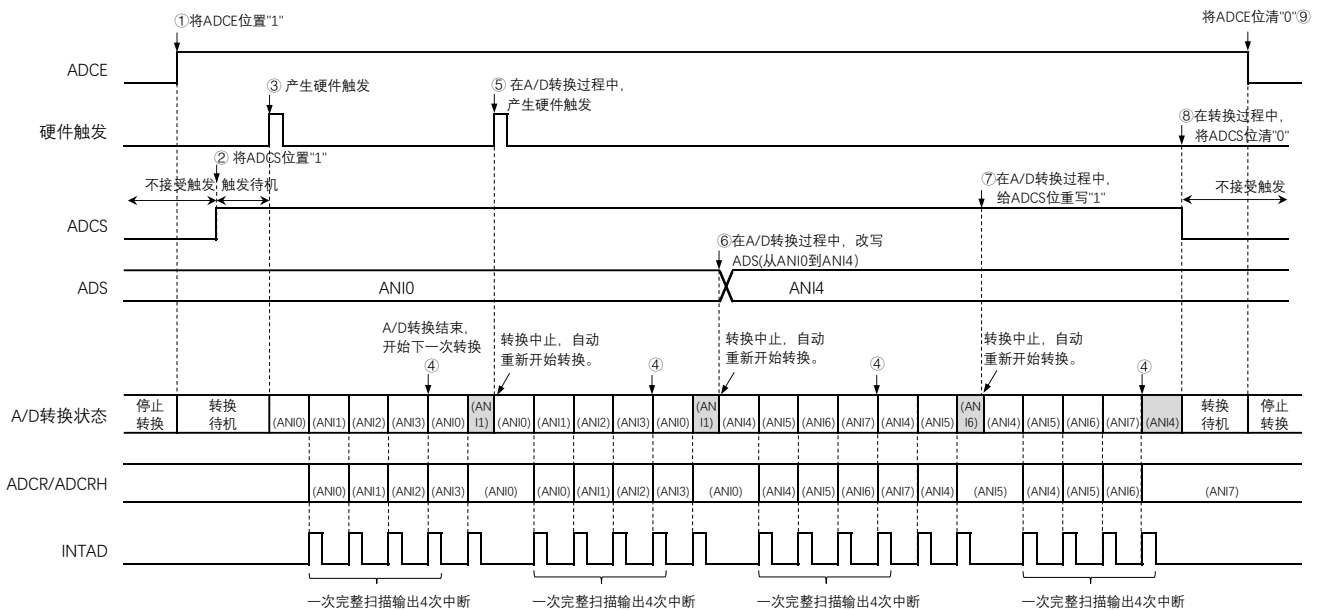 ①将ADCE位置"1"
将ADCE位清"0"⑨
ADCE
③ 产生硬件触发
⑤ 在A/D转换过程中，
产生硬件触发
硬件触发
⑧在转换过程中，
将ADCS位清"0"
② 将ADCS位置"1"
不接受触发
触发待机
⑦在A/D转换过程中，
给ADCS位重写"1"
不接受触发
ADCS
⑥在A/D转换过程中，改写
ADS(从ANI0到ANI4)
ADS
ANI0
ANI4
A/D转换结束，
开始下一次转换
④
转换中止，自动
重新开始转换。
④
转换中止，自动
重新开始转换。
④
转换中止，自动
重新开始转换。
④
A/D转换状态
停止
转换
转换
待机
(ANI0) (ANI1) (ANI2) (ANI3) (ANI0)
(AN
I1)
(ANI0) (ANI1) (ANI2) (ANI3) (ANI0)
(AN
I1)
(ANI4) (ANI5) (ANI6) (ANI7) (ANI4) (ANI5)
(AN
I6)
(ANI4) (ANI5) (ANI6) (ANI7) (ANI4)
转换
待机
停止
转换
ADCR/ADCRH
(ANI0) (ANI1) (ANI2) (ANI3) (ANI0) (ANI0) (ANI1) (ANI2) (ANI3) (ANI0) (ANI4) (ANI5) (ANI6) (ANI7) (ANI4) (ANI5) (ANI4) (ANI5) (ANI6) (ANI7)
INTAD
一次完整扫描输出4次中断
一次完整扫描输出4次中断
一次完整扫描输出4次中断
一次完整扫描输出4次中断